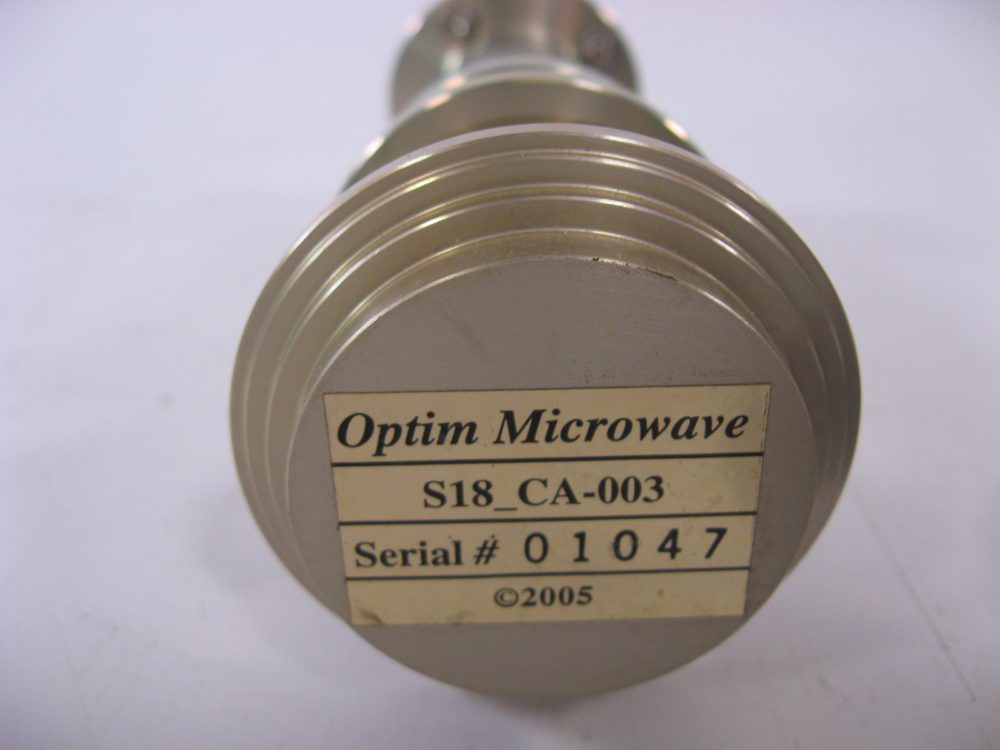 Optim Microwave
S18_CA-003
Serial # 01047
©2005